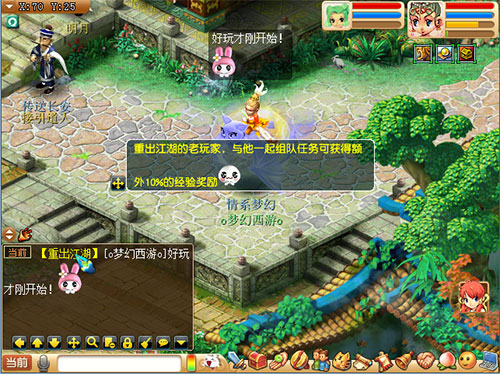 X:70 Y:25
明月
好玩才刚开始!
传送长安
接引道人
重出江湖的老玩家，与他一起组队任务可获得额
外10%的经验奖励
情系梦幻
o梦幻西游o
当前 【重出江湖】[o梦幻西游o]好玩
才刚开始!
当前